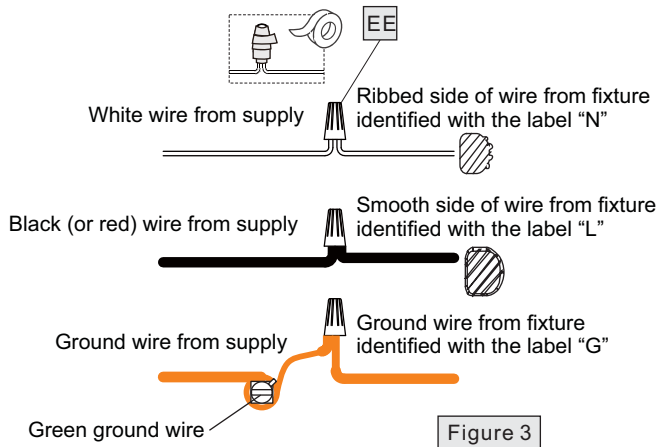 EE
White wire from supply
Ribbed side of wire from fixture
identified with the label “N”
Black (or red) wire from supply
Smooth side of wire from fixture
identified with the label “L”
Ground wire from supply
Ground wire from fixture
identified with the label “G”
Green ground wire
Figure 3